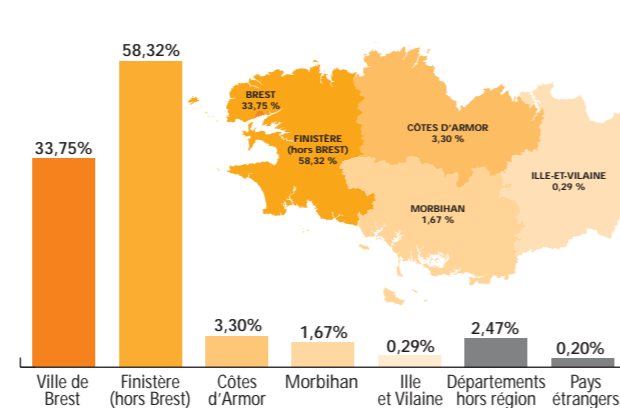 58,32%
33,75%
3,30%
1,67%
0,29%
2,47%
0,20%
BREST
33,75 %
FINISTÈRE
(hors BREST)
58,32 %
CÔTES D'ARMOR
3,30 %
ILLE-ET-VILAINE
0,29 %
MORBIHAN
1,67 %
Ville de
Brest
Finistère
(hors Brest)
Côtes
d'Armor
Morbihan
Ille
et Vilaine
Départements
hors région
Pays
étrangers